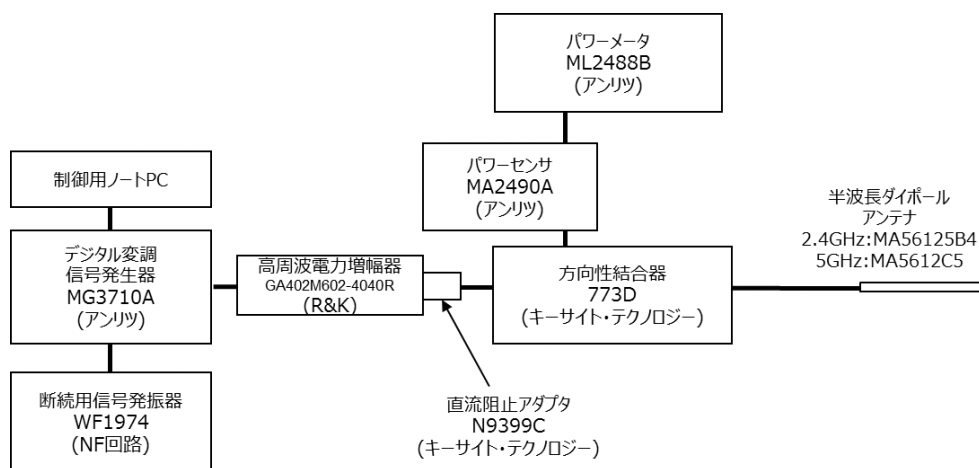 パワーメータ
ML2488B
(アンリツ)
パワーセンサ
MA2490A
(アンリツ)
制御用ノートPC
デジタル変調
信号発生器
MG3710A
(アンリツ)
高周波電力増幅器
GA402M602-4040R
(R&K)
方向性結合器
773D
(キーサイト・テクノロジー)
半波長ダイポール
アンテナ
2.4GHz:MA56125B4
5GHz:MA5612C5
断続用信号発振器
WF1974
(NF回路)
直流阻止アダプタ
N9399C
(キーサイト・テクノロジー)